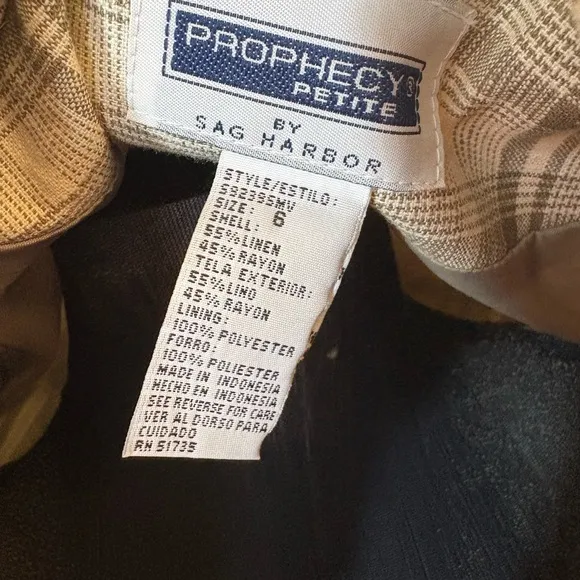 PROPHECY®
PETITE
BY
SAG HARBOR
STYLE/ESTILO:
S92395MV
SIZE: 6
SHELL:
55%LINEN
45%RAYON
TELA EXTERIOR:
55%LINO
45%RAYON
LINING:
100%POLYESTER
FORRO:
100%POLIESTER
MADE IN INDONESIA
HECHO EN INDONESIA
SEE REVERSE FOR CARE
VER AL DORSO PARA
CUIDADO
RN 51735